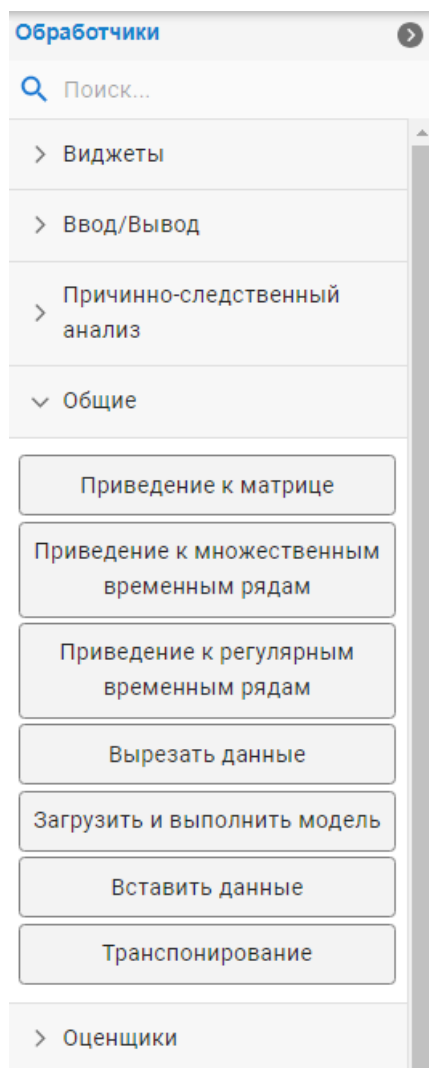 Обработчики
Поиск...
Виджеты
Ввод/Вывод
Причинно-следственный
анализ
Общие
Приведение к матрице
Приведение к множественным
временным рядам
Приведение к регулярным
временным рядам
Вырезать данные
Загрузить и выполнить модель
Вставить данные
Транспонирование
Оценщики